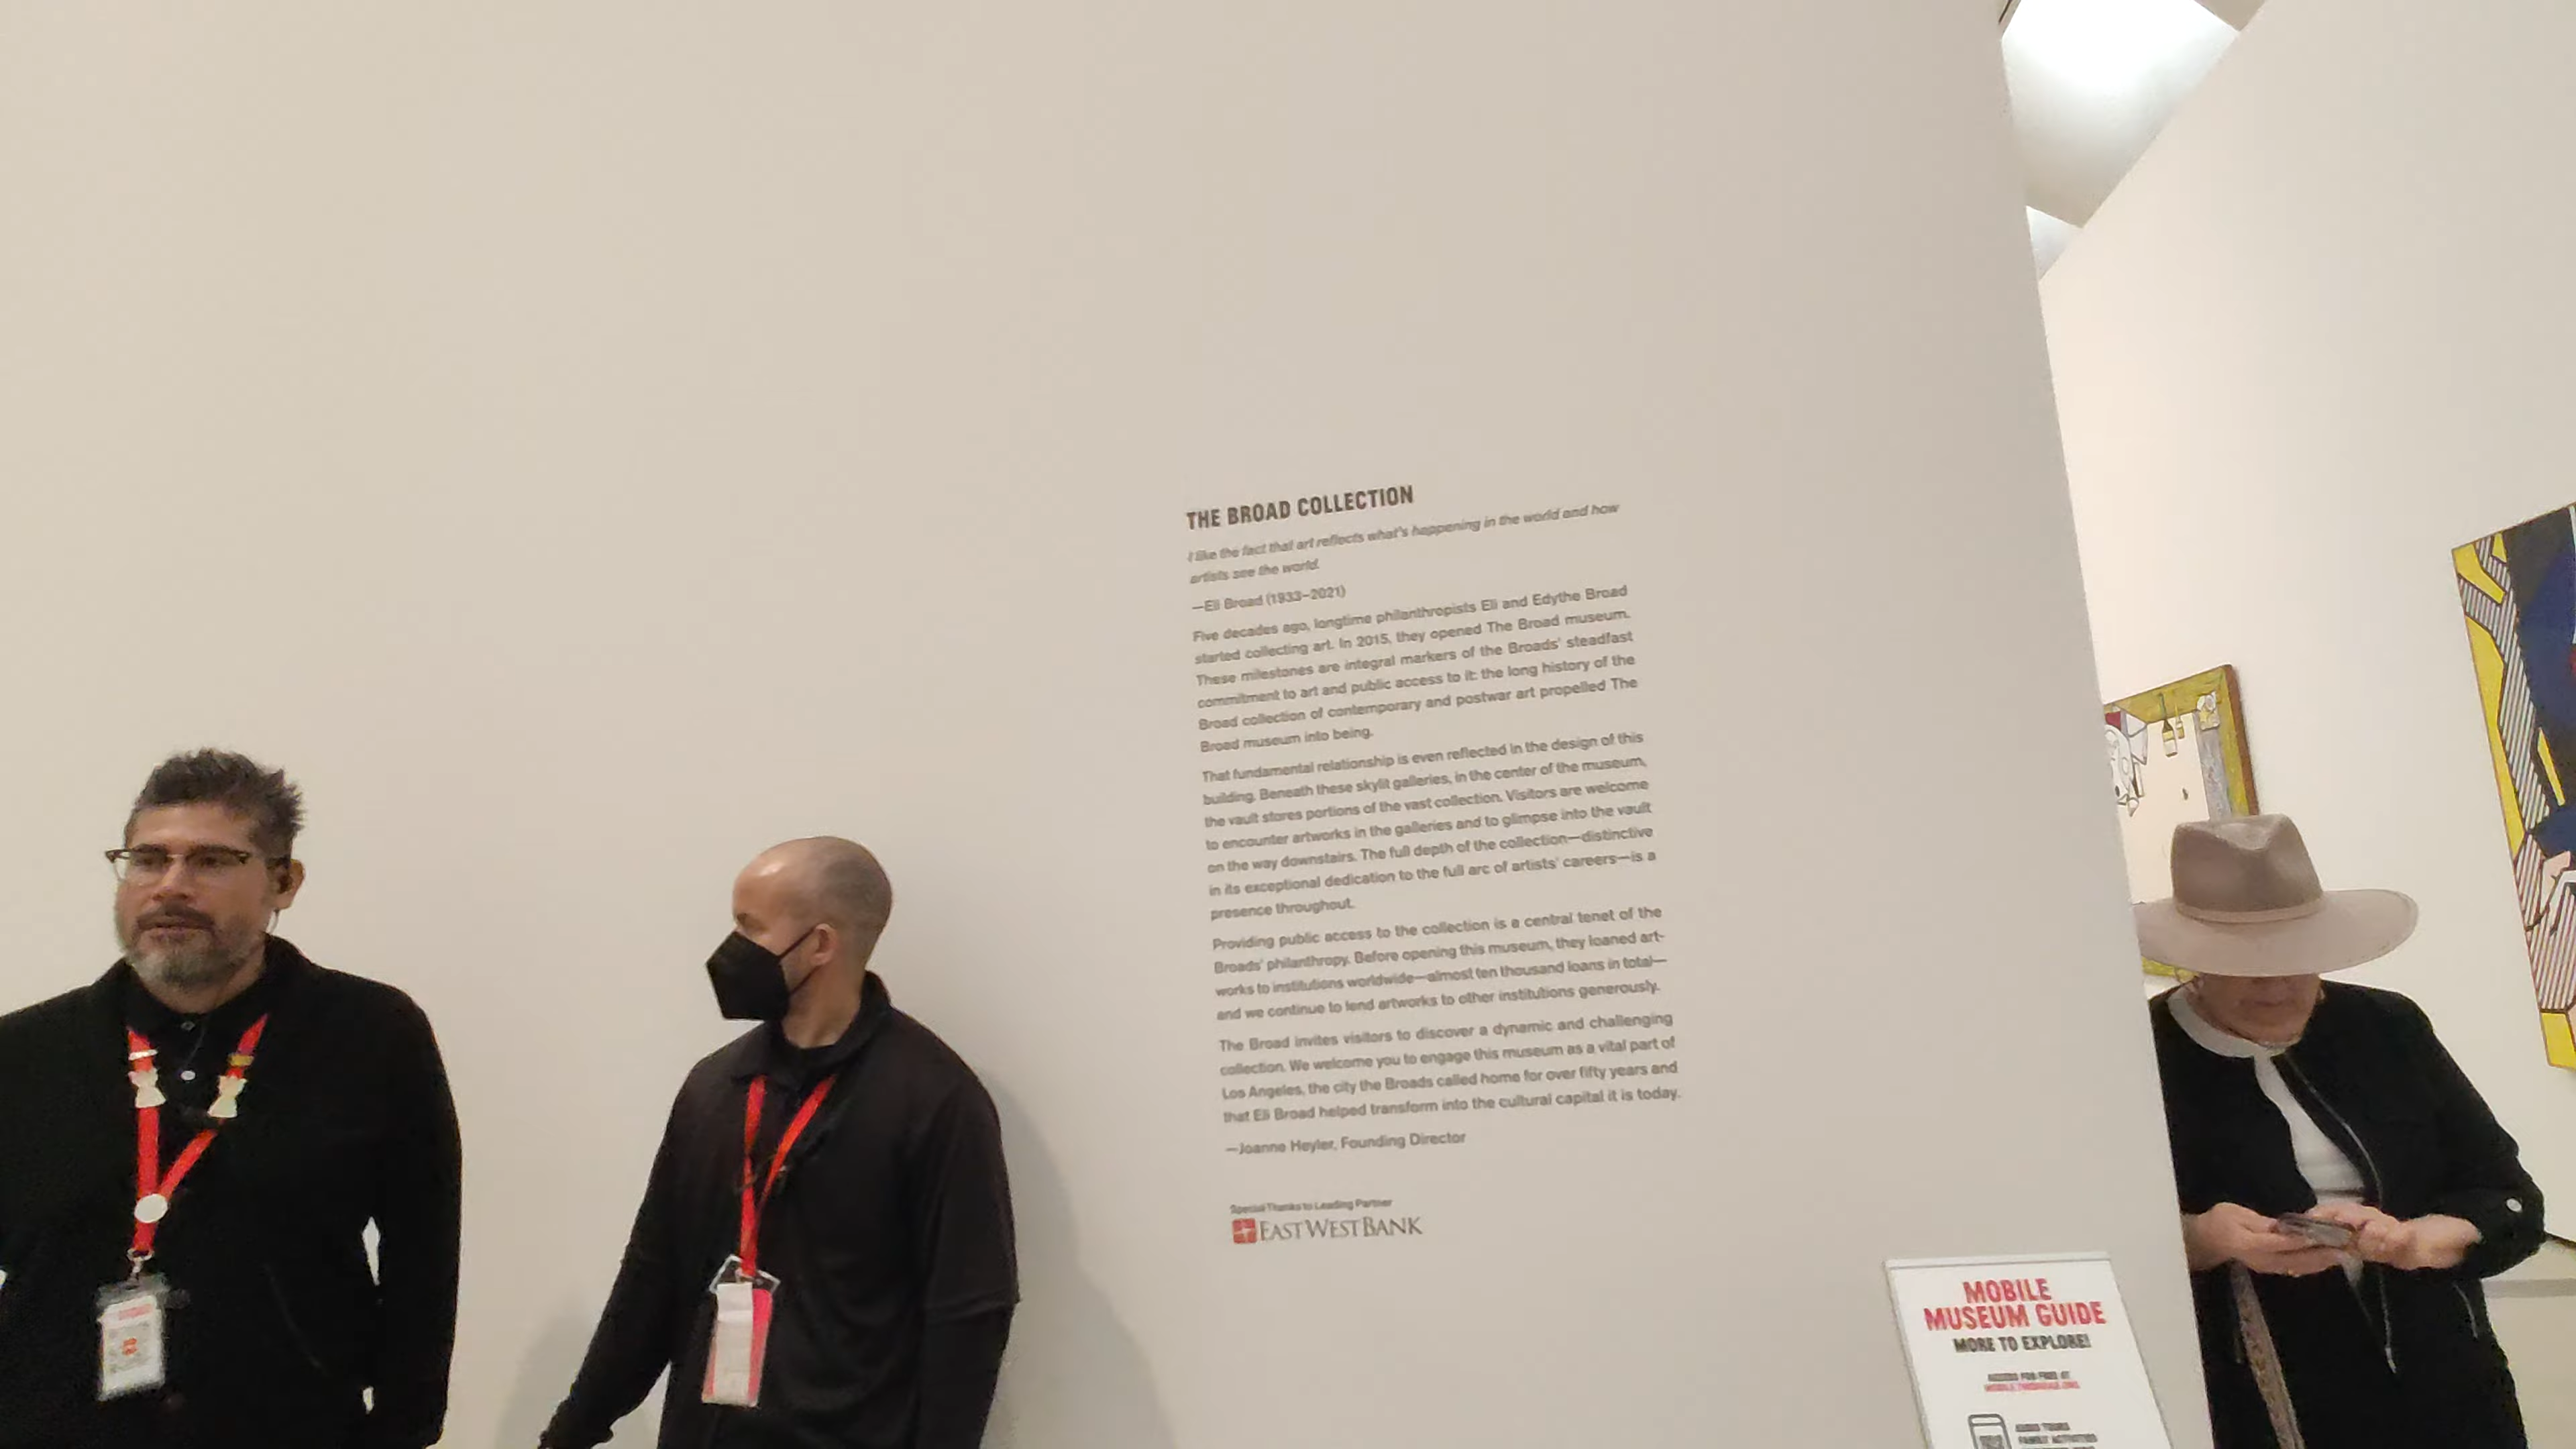 THE BROAD COLLECTION
I like the fact that art reflects what's happening in the world and how
artists see the world.
—Eli Broad (1933–2021)
Five decades ago, longtime philanthropists Eli and Edythe Broad
started collecting art. In 2015, they opened The Broad museum.
These milestones are integral markers of the Broads' steadfast
commitment to art and public access to it: the long history of the
Broad collection of contemporary and postwar art propelled The
Broad museum into being.
That fundamental relationship is even reflected in the design of this
building. Beneath these skylit galleries, in the center of the museum,
the vault stores portions of the vast collection. Visitors are welcome
to encounter artworks in the galleries and to glimpse into the vault
on the way downstairs. The full depth of the collection—distinctive
in its exceptional dedication to the full arc of artists' careers—is a
presence throughout.
Providing public access to the collection is a central tenet of the
Broads' philanthropy. Before opening this museum, they loaned art-
works to institutions worldwide—almost ten thousand loans in total—
and we continue to lend artworks to other institutions generously.
The Broad invites visitors to discover a dynamic and challenging
collection. We welcome you to engage this museum as a vital part of
Los Angeles, the city the Broads called home for over fifty years and
that Eli Broad helped transform into the cultural capital it is today.
—Joanne Heyler, Founding Director
Special Thanks to Leading Partner
EAST WEST BANK
MOBILE
MUSEUM GUIDE
MORE TO EXPLORE!
ACCESS FOR FREE AT
AUDIO TOURS
FAMILY ACTIVITIES